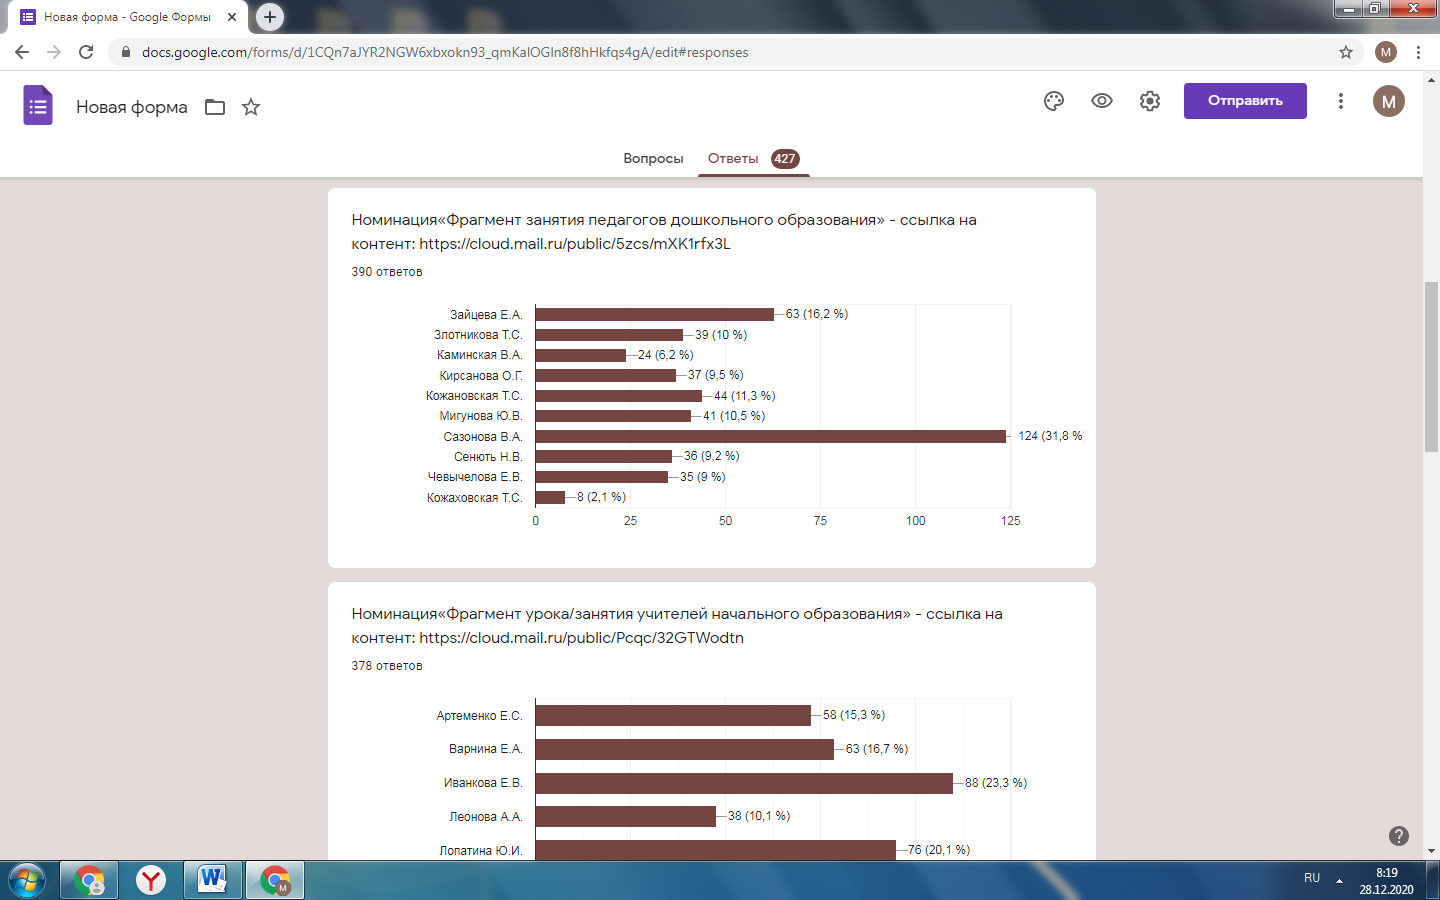 Новая форма - Google Формы
docs.google.com/forms/d/1CQn7aJYR2NGW6xbxokn93_qmKalOGln8f8hHkfqs4gA/edit#responses
M
Новая форма
Отправить
M
Вопросы
Ответы 427
Номинация«Фрагмент занятия педагогов дошкольного образования» - ссылка на
контент: https://cloud.mail.ru/public/5zcs/mXK1rfx3L
390 ответов
Зайцева Е.А. 63 (16,2 %)
Злотникова Т.С. 39 (10 %)
Каминская В.А. 24 (6,2 %)
Кирсанова О.Г. 37 (9,5 %)
Кожановская Т.С. 44 (11,3 %)
Мигунова Ю.В. 41 (10,5 %)
Сазонова В.А. 124 (31,8 %
Сенють Н.В. 36 (9,2 %)
Чевычелова Е.В. 35 (9 %)
Кожаховская Т.С. 8 (2,1 %)
0 25 50 75 100 125
Номинация«Фрагмент урока/занятия учителей начального образования» - ссылка на
контент: https://cloud.mail.ru/public/Pcqc/32GTWodtn
378 ответов
Артеменко Е.С. 58 (15,3 %)
Варнина Е.А. 63 (16,7 %)
Иванкова Е.В. 88 (23,3 %)
Леонова А.А. 38 (10,1 %)
Лопатина Ю.И. 76 (20,1 %)
M
RU
8:19
28.12.2020